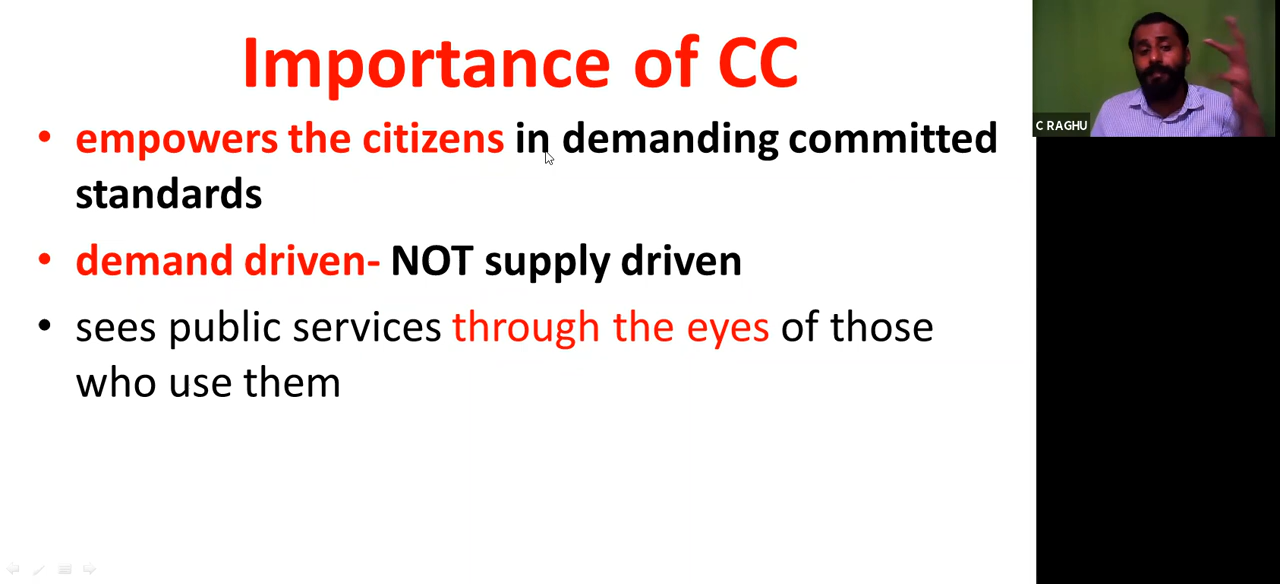 Importance of CC
• empowers the citizens in demanding committed
standards
• demand driven- NOT supply driven
• sees public services through the eyes of those
who use them
C RAGHU